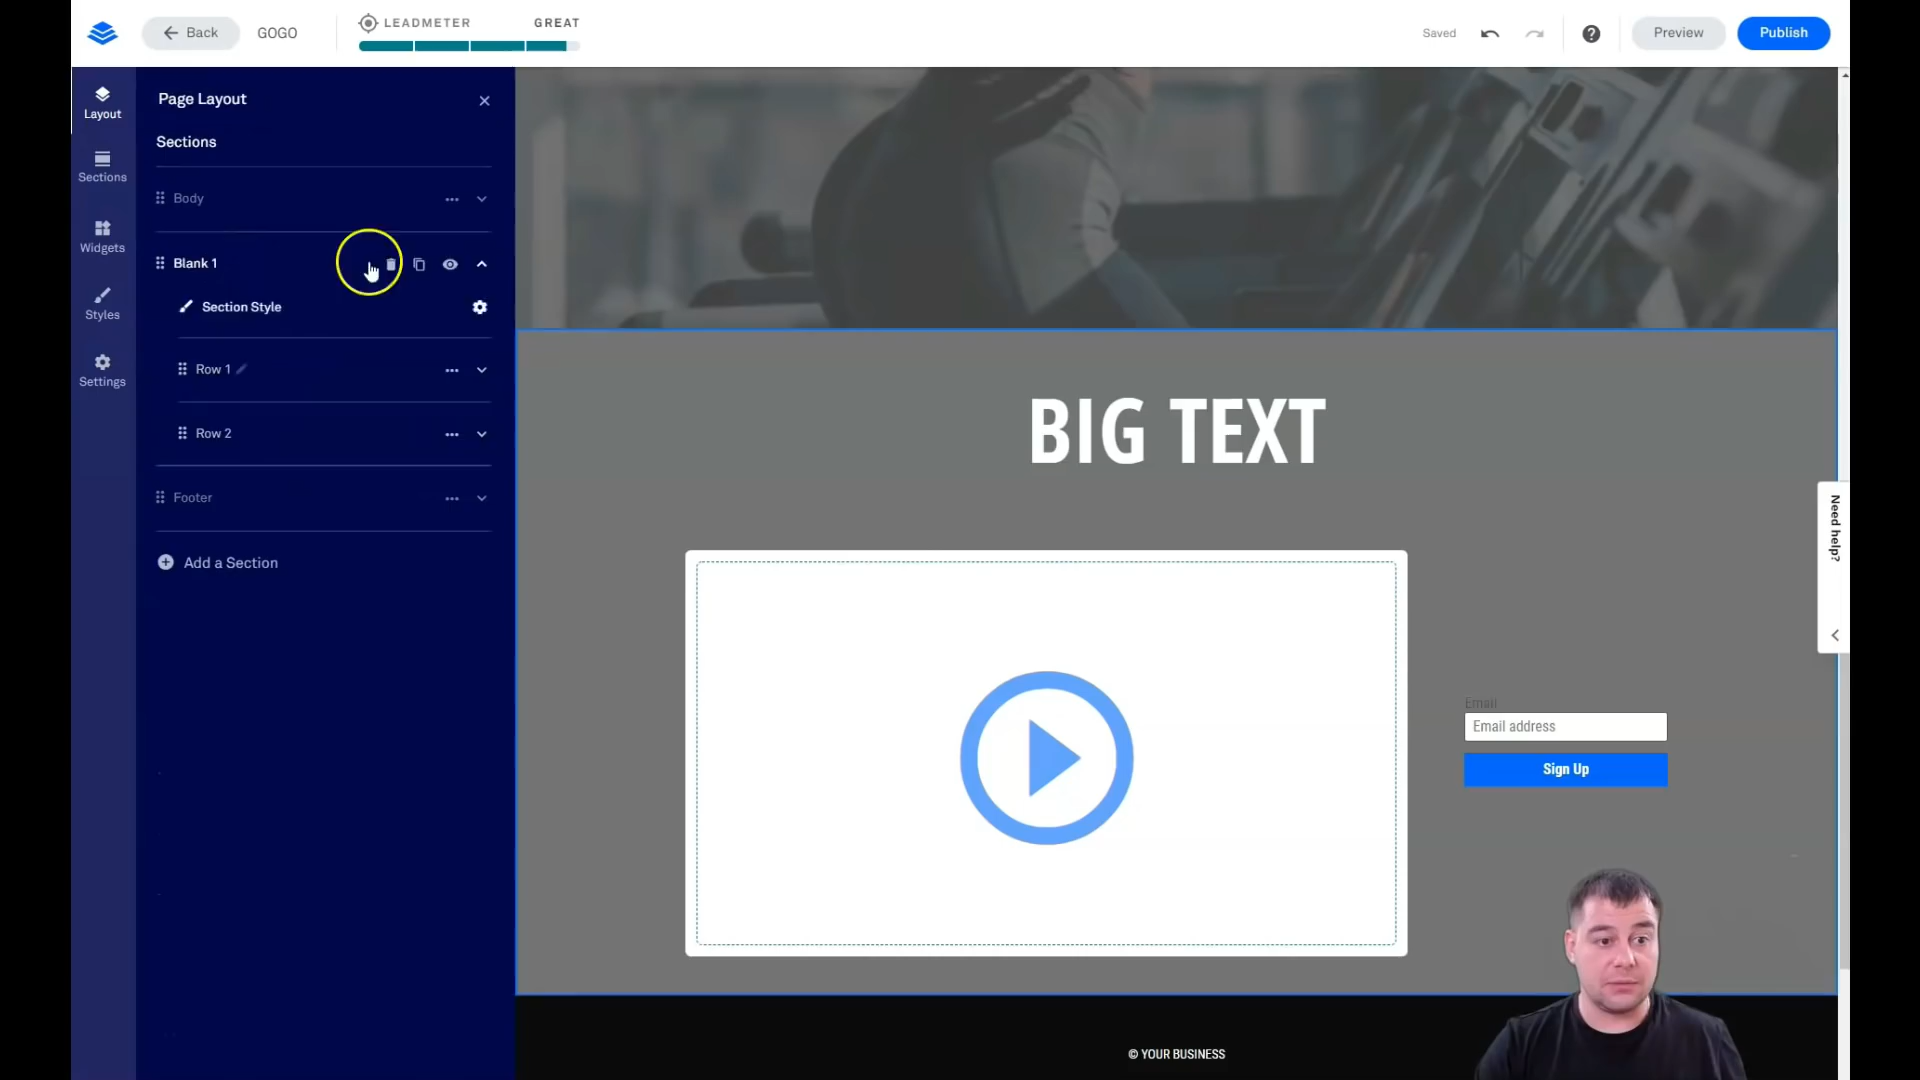 Back
GOGO
LEADMETER
GREAT
Saved
Preview
Publish
Layout
Sections
Widgets
Styles
Settings
Page Layout
Sections
Body
Blank 1
Section Style
Row 1
Row 2
Footer
Add a Section
BIG TEXT
Email
Email address
Sign Up
Need help?
© YOUR BUSINESS